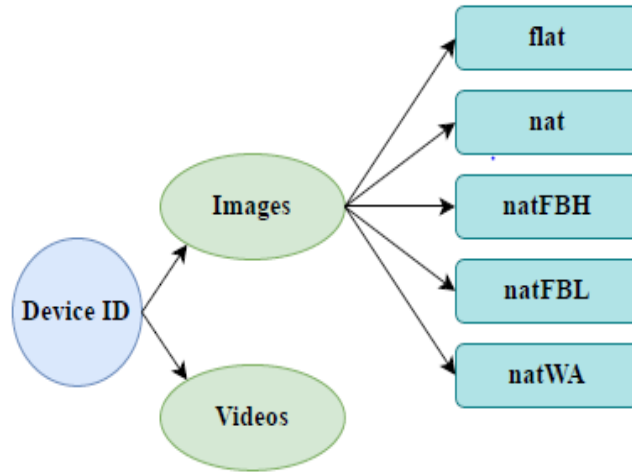 flat
nat
Images
natFBH
Device ID
natFBL
natWA
Videos